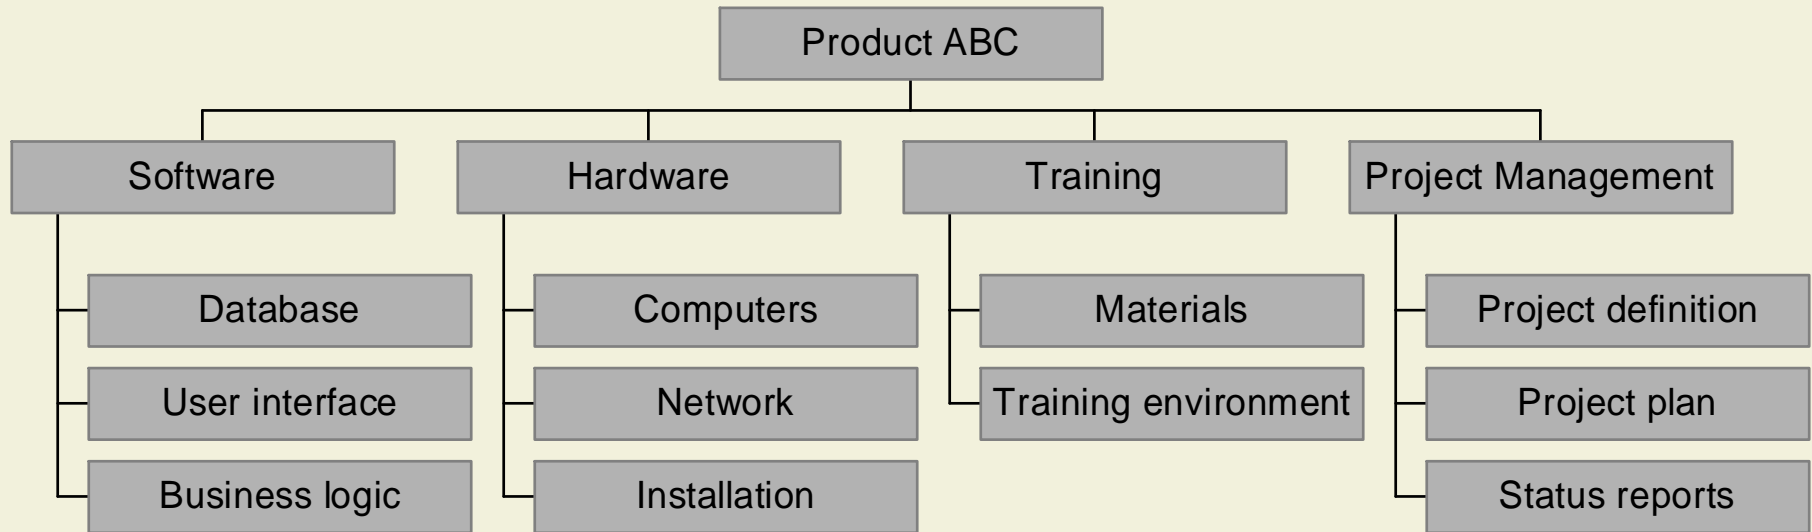 Product ABC
Software
Hardware
Training
Project Management
Database
Computers
Materials
Project definition
User interface
Network
Training environment
Project plan
Business logic
Installation
Status reports